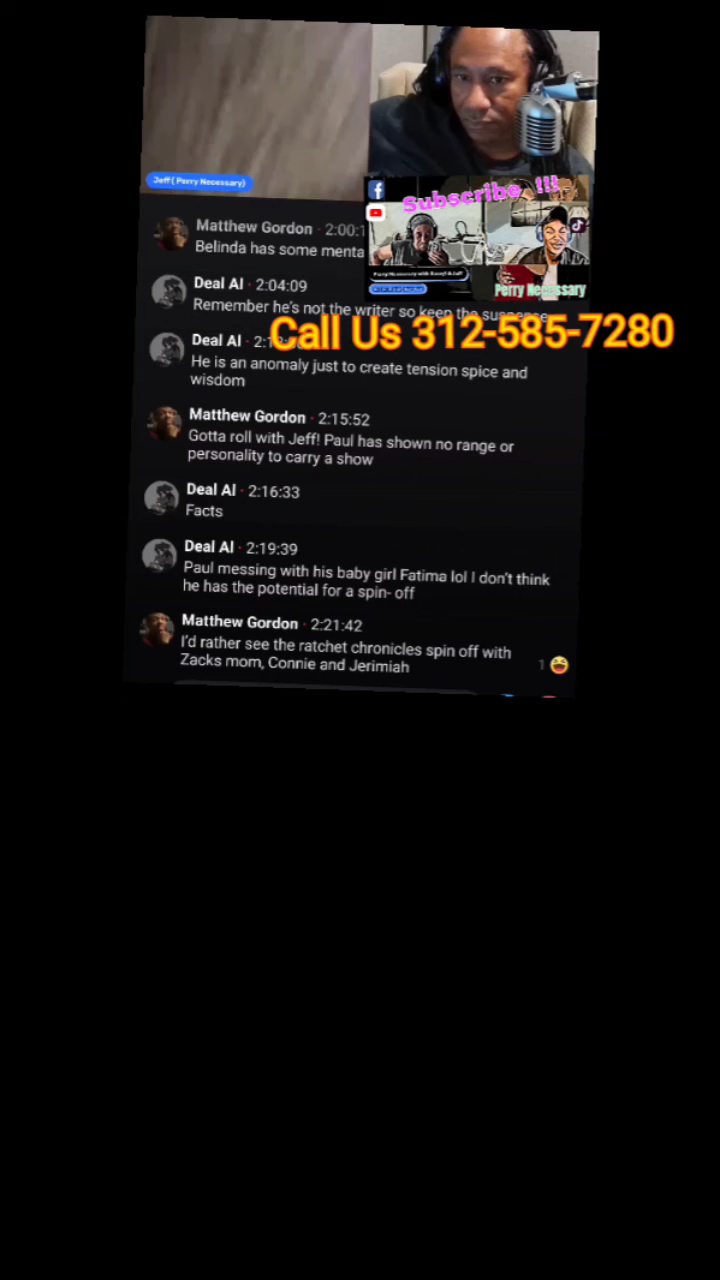 Jeff( Perry Necessary)
Subscribe !!!
Perry Necessary
Matthew Gordon · 2:00:1
Belinda has some menta
Deal Al · 2:04:09
Remember he's not the writer so keep the suspense
Call Us 312-585-7280
Deal Al · 2:1
He is an anomaly just to create tension spice and
wisdom
Matthew Gordon · 2:15:52
Gotta roll with Jeff! Paul has shown no range or
personality to carry a show
Deal Al · 2:16:33
Facts
Deal Al · 2:19:39
Paul messing with his baby girl Fatima lol I don't think
he has the potential for a spin- off
Matthew Gordon · 2:21:42
I'd rather see the ratchet chronicles spin off with
Zacks mom, Connie and Jerimiah
1